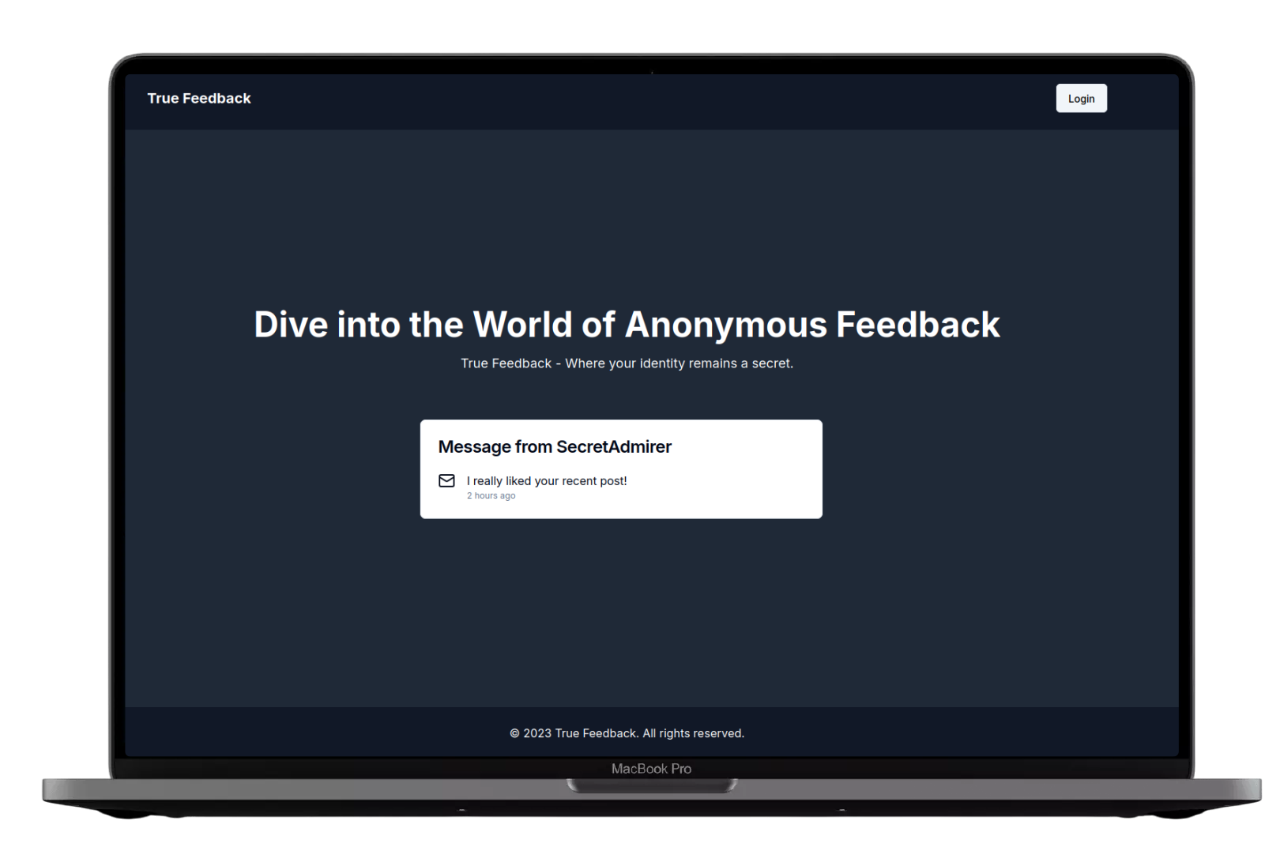 True Feedback
Login
Dive into the World of Anonymous Feedback
True Feedback - Where your identity remains a secret.
Message from SecretAdmirer
I really liked your recent post!
2 hours ago
© 2023 True Feedback. All rights reserved.
MacBook Pro